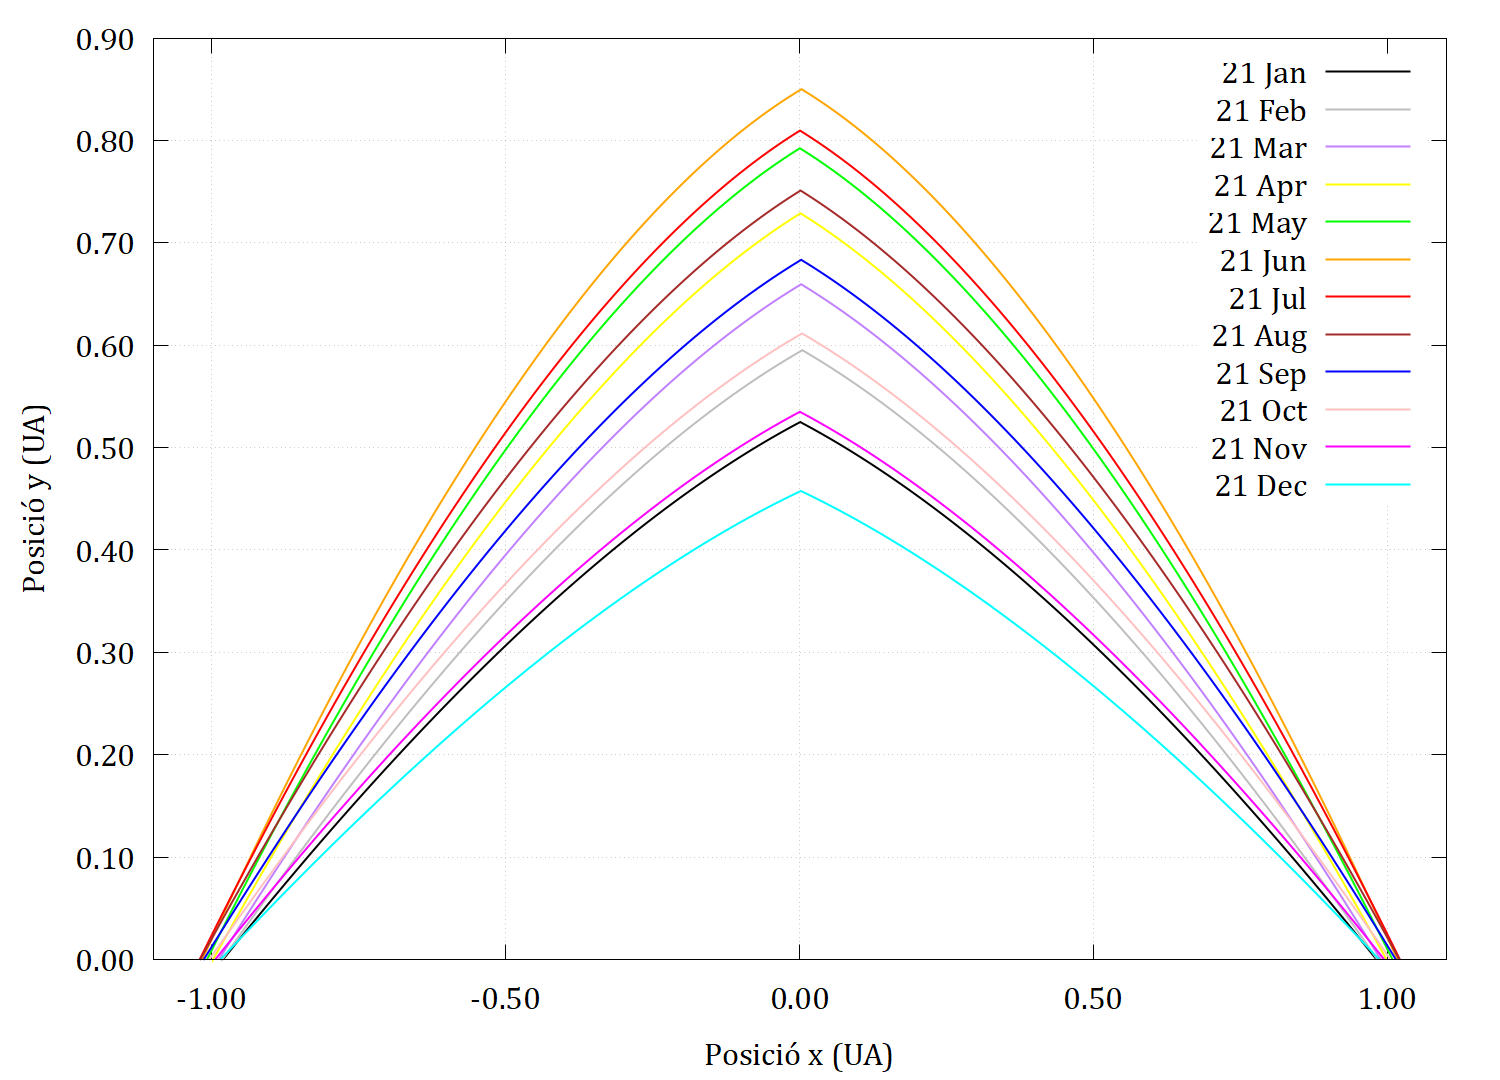 0.90
0.80
0.70
0.60
0.50
0.40
0.30
0.20
0.10
0.00
Posició y (UA)
21 Jan
21 Feb
21 Mar
21 Apr
21 May
21 Jun
21 Jul
21 Aug
21 Sep
21 Oct
21 Nov
21 Dec
-1.00 -0.50 0.00 0.50 1.00
Posició x (UA)